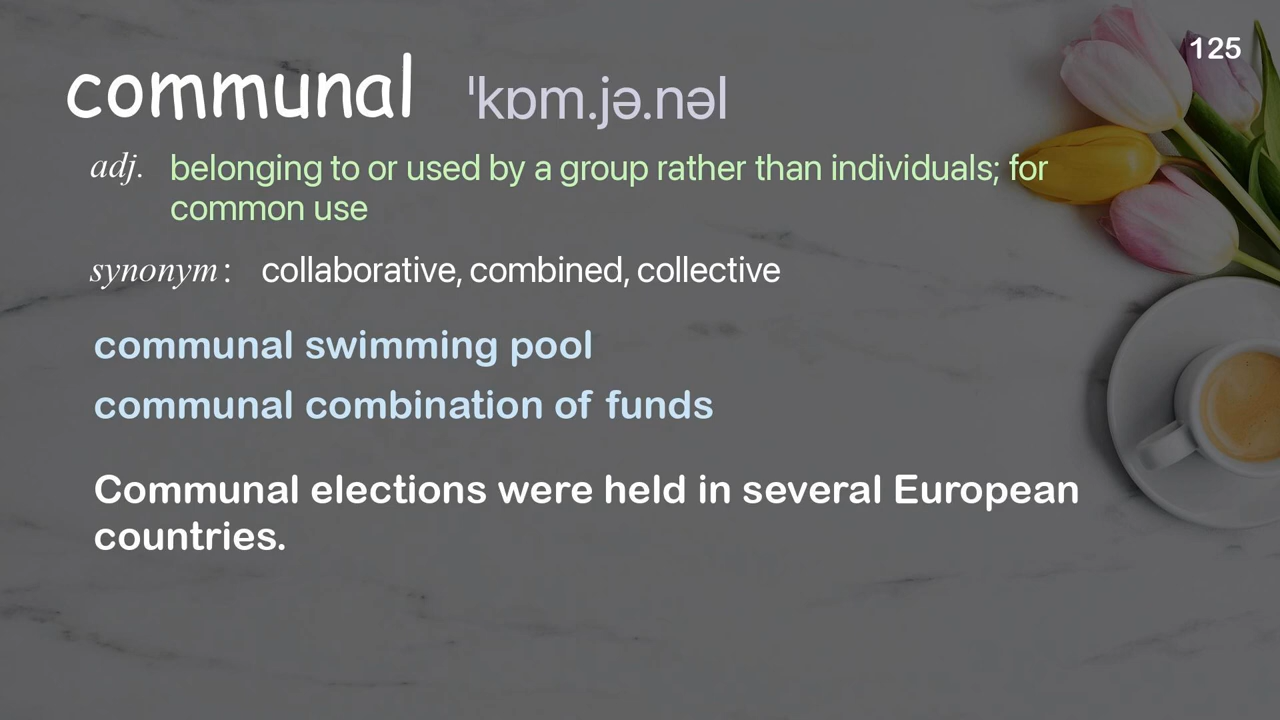 125
communal ˈkɒm.jə.nəl
adj. belonging to or used by a group rather than individuals; for
common use
synonym: collaborative, combined, collective
communal swimming pool
communal combination of funds
Communal elections were held in several European
countries.